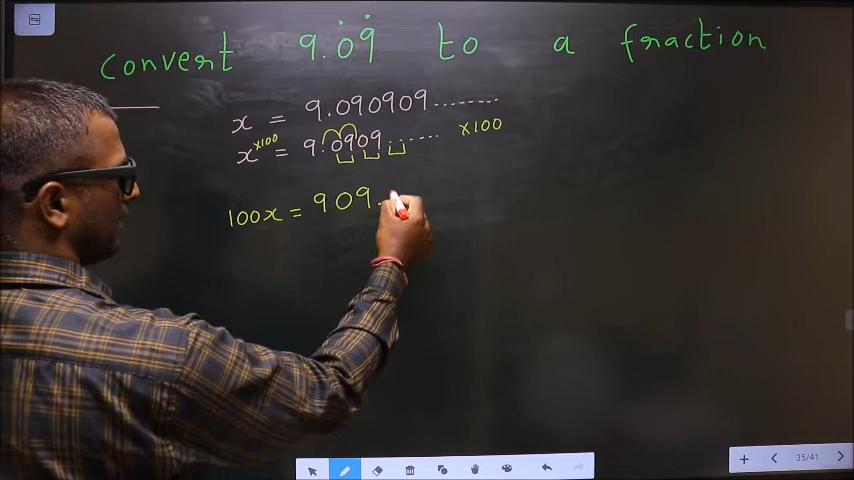 convert 9.0̇9̇ to a fraction
x = 9.090909........
x ×100 = 9.0909....... ×100
100x = 909.
35/41